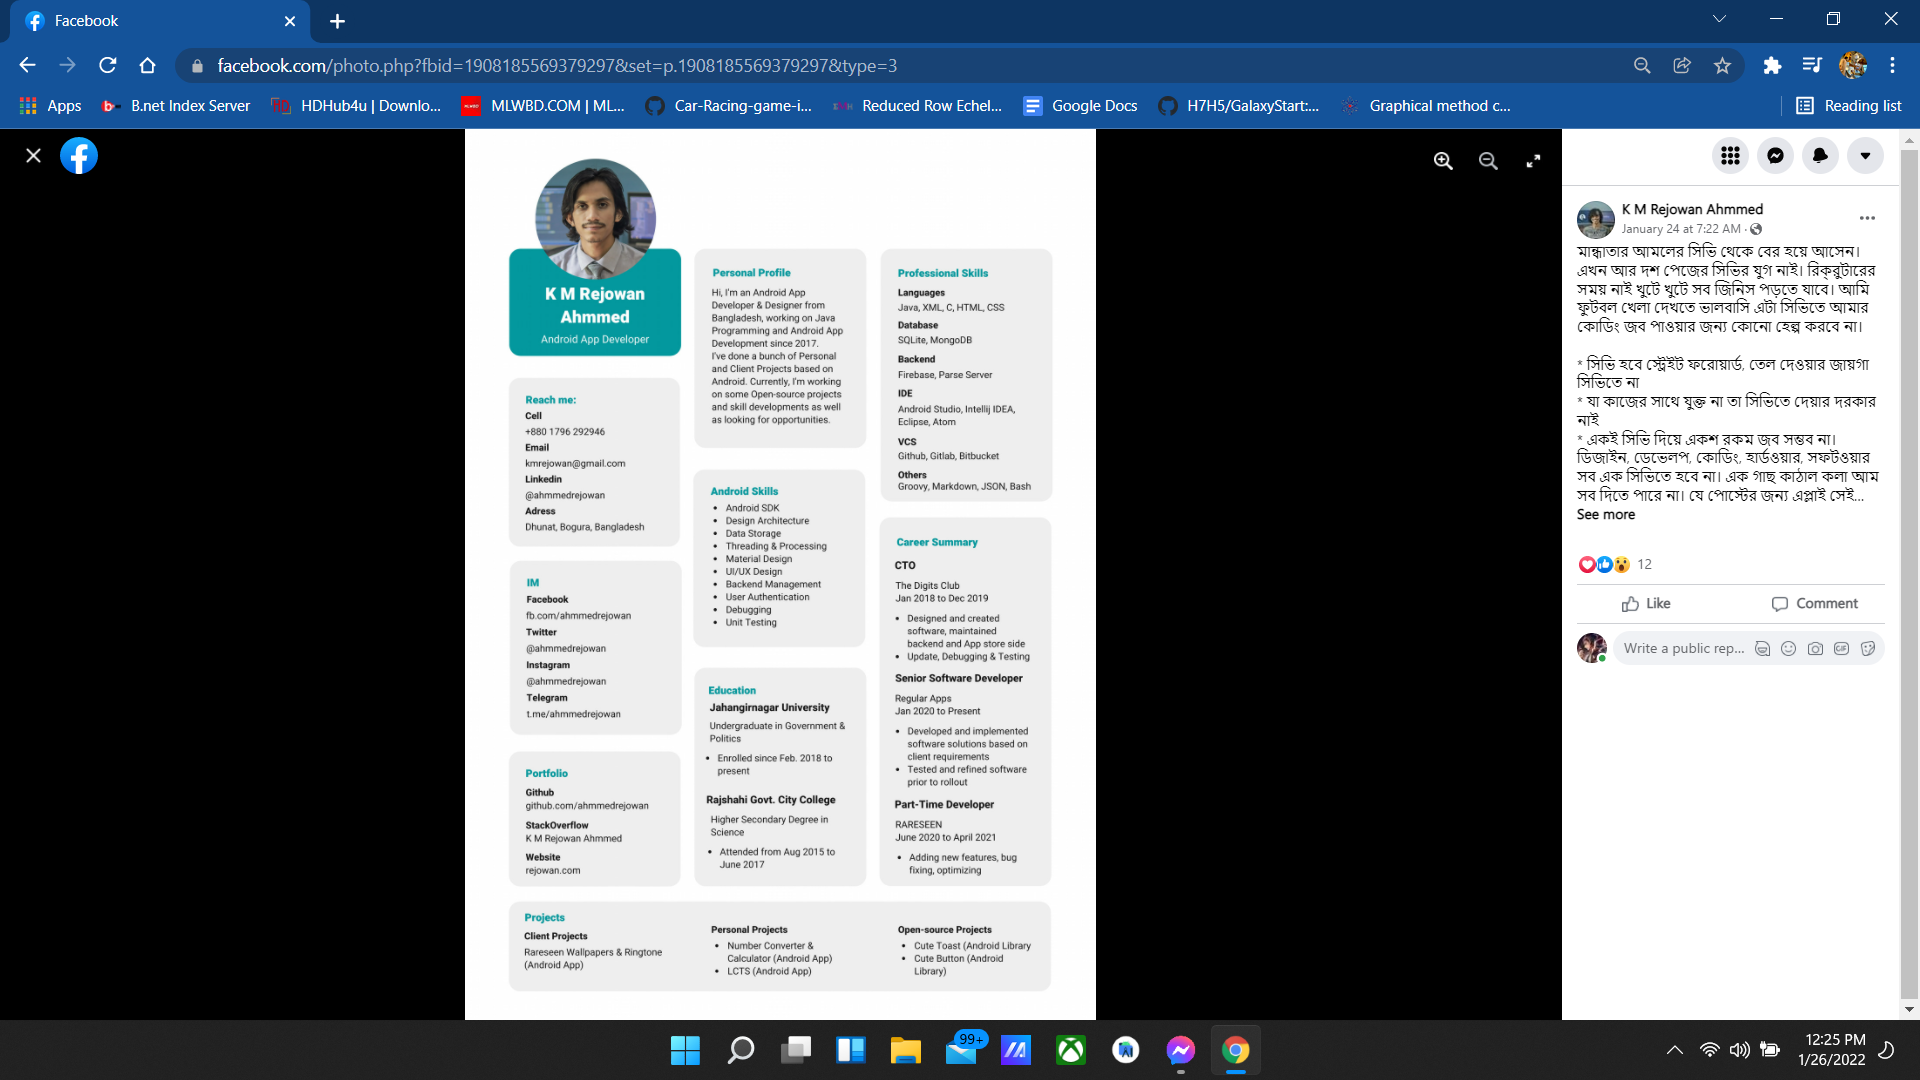 Facebook
facebook.com/photo.php?fbid=1908185569379297&set=p.1908185569379297&type=3
Apps
B.net Index Server
HDHub4u | Downlo...
MLWBD.COM | ML...
Car-Racing-game-i...
Reduced Row Echel...
Google Docs
H7H5/GalaxyStart:...
Graphical method c...
Reading list
K M Rejowan
Ahmmed
Android App Developer
Reach me:
Cell
+880 1796 292946
Email
kmrejowan@gmail.com
Linkedin
@ahmmedrejowan
Adress
Dhunat, Bogura, Bangladesh
IM
Facebook
fb.com/ahmmedrejowan
Twitter
@ahmmedrejowan
Instagram
@ahmmedrejowan
Telegram
t.me/ahmmedrejowan
Portfolio
Github
github.com/ahmmedrejowan
StackOverflow
K M Rejowan Ahmmed
Website
rejowan.com
Personal Profile
Hi, I'm an Android App
Developer & Designer from
Bangladesh, working on Java
Programming and Android App
Development since 2017.
I've done a bunch of Personal
and Client Projects based on
Android. Currently, I'm working
on some Open-source projects
and skill developments as well
as looking for opportunities.
Android Skills
• Android SDK
• Design Architecture
• Data Storage
• Threading & Processing
• Material Design
• UI/UX Design
• Backend Management
• User Authentication
• Debugging
• Unit Testing
Education
Jahangirnagar University
Undergraduate in Government &
Politics
• Enrolled since Feb. 2018 to
present
Rajshahi Govt. City College
Higher Secondary Degree in
Science
• Attended from Aug 2015 to
June 2017
Professional Skills
Languages
Java, XML, C, HTML, CSS
Database
SQLite, MongoDB
Backend
Firebase, Parse Server
IDE
Android Studio, Intellij IDEA,
Eclipse, Atom
VCS
Github, Gitlab, Bitbucket
Others
Groovy, Markdown, JSON, Bash
Career Summary
CTO
The Digits Club
Jan 2018 to Dec 2019
• Designed and created
software, maintained
backend and App store side
• Update, Debugging & Testing
Senior Software Developer
Regular Apps
Jan 2020 to Present
• Developed and implemented
software solutions based on
client requirements
• Tested and refined software
prior to rollout
Part-Time Developer
RARESEEN
June 2020 to April 2021
• Adding new features, bug
fixing, optimizing
Projects
Client Projects
Rareseen Wallpapers & Ringtone
(Android App)
Personal Projects
• Number Converter &
Calculator (Android App)
• LCTS (Android App)
Open-source Projects
• Cute Toast (Android Library
• Cute Button (Android
Library)
K M Rejowan Ahmmed
January 24 at 7:22 AM ·
মান্ধাতার আমলের সিভি থেকে বের হয়ে আসেন।
এখন আর দশ পেজের সিভির যুগ নাই। রিক্রুটারের
সময় নাই খুটে খুটে সব জিনিস পড়তে যাবে। আমি
ফুটবল খেলা দেখতে ভালবাসি এটা সিভিতে আমার
কোডিং জব পাওয়ার জন্য কোনো হেল্প করবে না।
* সিভি হবে স্ট্রেইট ফরোয়ার্ড, তেল দেওয়ার জায়গা
সিভিতে না
* যা কাজের সাথে যুক্ত না তা সিভিতে দেয়ার দরকার
নাই
* একই সিভি দিয়ে একশ রকম জব সম্ভব না।
ডিজাইন, ডেভেলপ, কোডিং, হার্ডওয়ার, সফটওয়ার
সব এক সিভিতে হবে না। এক গাছ কাঠাল কলা আম
সব দিতে পারে না। যে পোস্টের জন্য এপ্লাই সেই...
See more
12
Like
Comment
Write a public rep...
GIF
99+
12:25 PM
1/26/2022